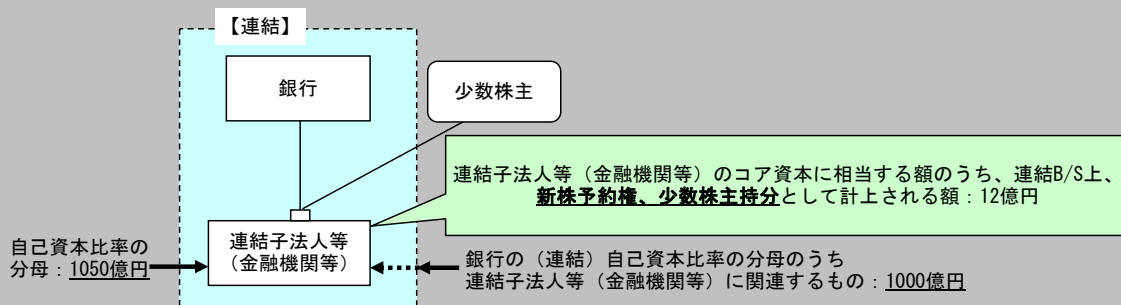 【連結】
銀行
少数株主
連結子法人等（金融機関等）のコア資本に相当する額のうち、連結B/S上、
新株予約権、少数株主持分として計上される額：12億円
自己資本比率の
分母：1050億円
連結子法人等
（金融機関等）
銀行の（連結）自己資本比率の分母のうち
連結子法人等（金融機関等）に関連するもの：1000億円